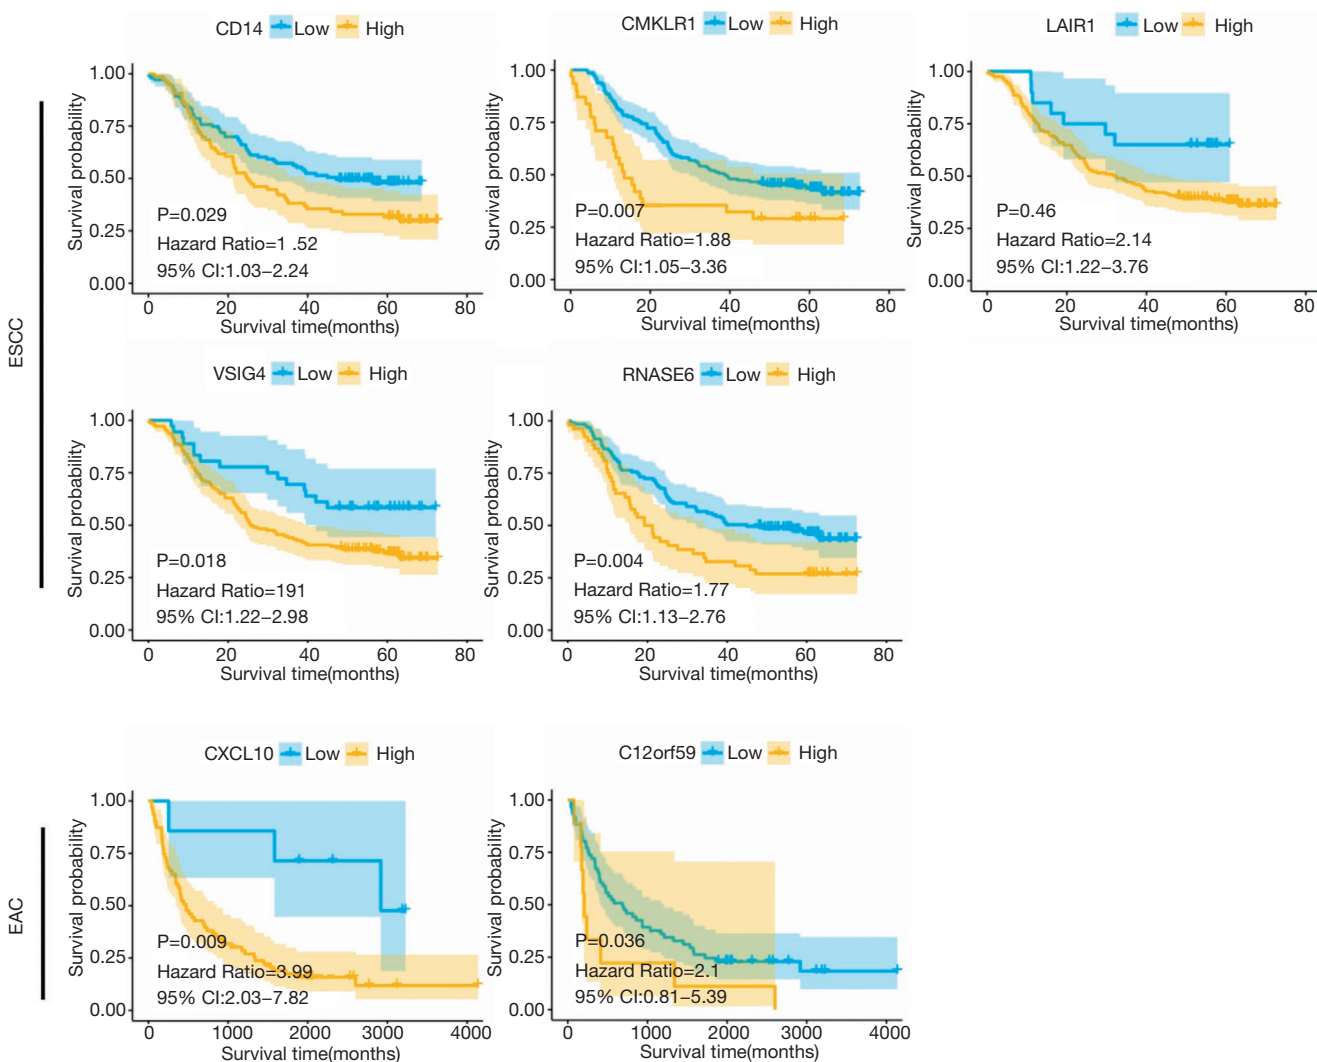 ESCC
CD14 Low High
Survival probability
1.00
0.75
0.50
0.25
0.00
P=0.029
Hazard Ratio=1 .52
95% CI:1.03–2.24
0 20 40 60 80
Survival time(months)
CMKLR1 Low High
Survival probability
1.00
0.75
0.50
0.25
0.00
P=0.007
Hazard Ratio=1.88
95% CI:1.05–3.36
0 20 40 60 80
Survival time(months)
LAIR1 Low High
Survival probability
1.00
0.75
0.50
0.25
0.00
P=0.46
Hazard Ratio=2.14
95% CI:1.22–3.76
0 20 40 60 80
Survival time(months)
VSIG4 Low High
Survival probability
1.00
0.75
0.50
0.25
0.00
P=0.018
Hazard Ratio=191
95% CI:1.22–2.98
0 20 40 60 80
Survival time(months)
RNASE6 Low High
Survival probability
1.00
0.75
0.50
0.25
0.00
P=0.004
Hazard Ratio=1.77
95% CI:1.13–2.76
0 20 40 60 80
Survival time(months)
EAC
CXCL10 Low High
Survival probability
1.00
0.75
0.50
0.25
0.00
P=0.009
Hazard Ratio=3.99
95% CI:2.03–7.82
0 1000 2000 3000 4000
Survival time(months)
C12orf59 Low High
Survival probability
1.00
0.75
0.50
0.25
0.00
P=0.036
Hazard Ratio=2.1
95% CI:0.81–5.39
0 1000 2000 3000 4000
Survival time(months)